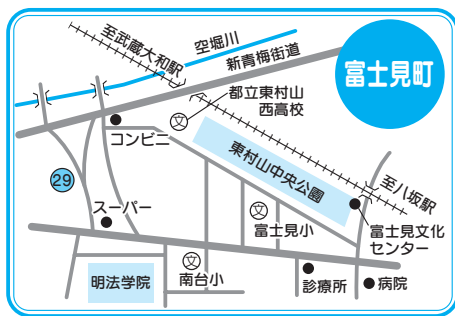 至武蔵大和駅
空堀川
新青梅街道
富士見町
都立東村山
西高校
文
コンビニ
東村山中央公園
至八坂駅
29
スーパー
文
富士見小
富士見文化
センター
文
南台小
明法学院
診療所
病院